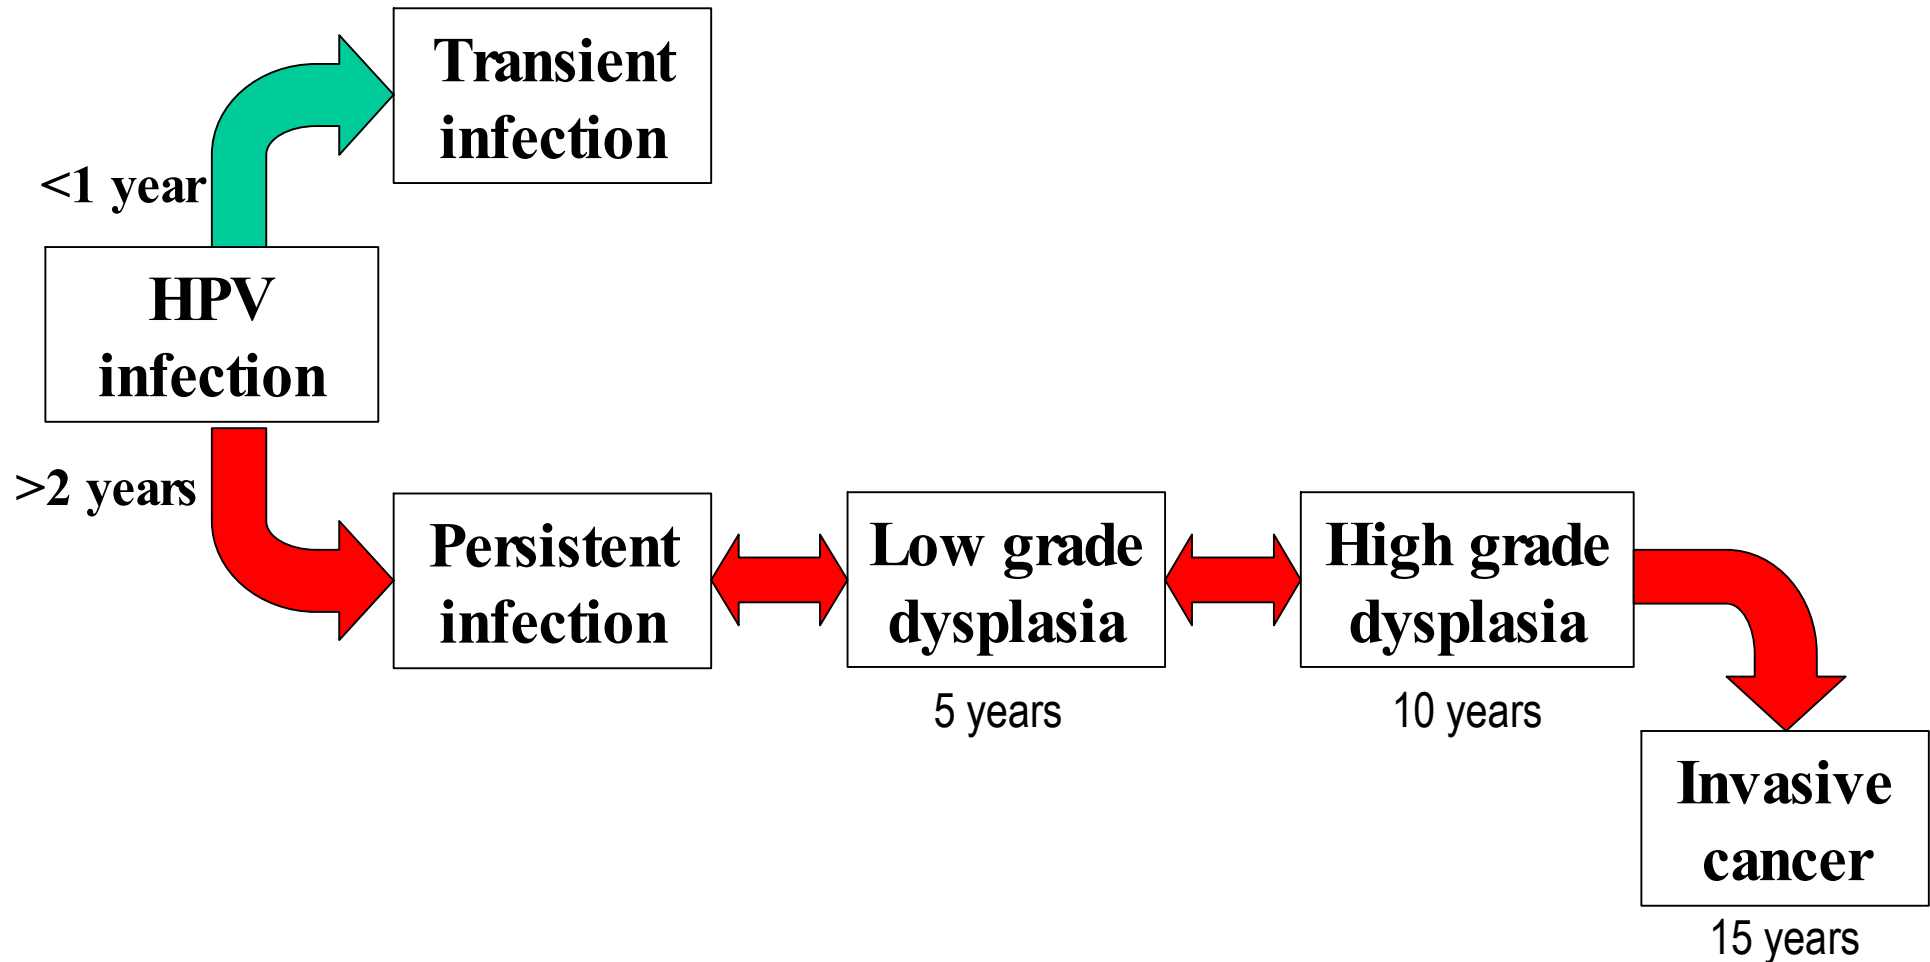 Transient
infection
<1 year
HPV
infection
>2 years
Persistent
infection
Low grade
dysplasia
5 years
High grade
dysplasia
10 years
Invasive
cancer
15 years